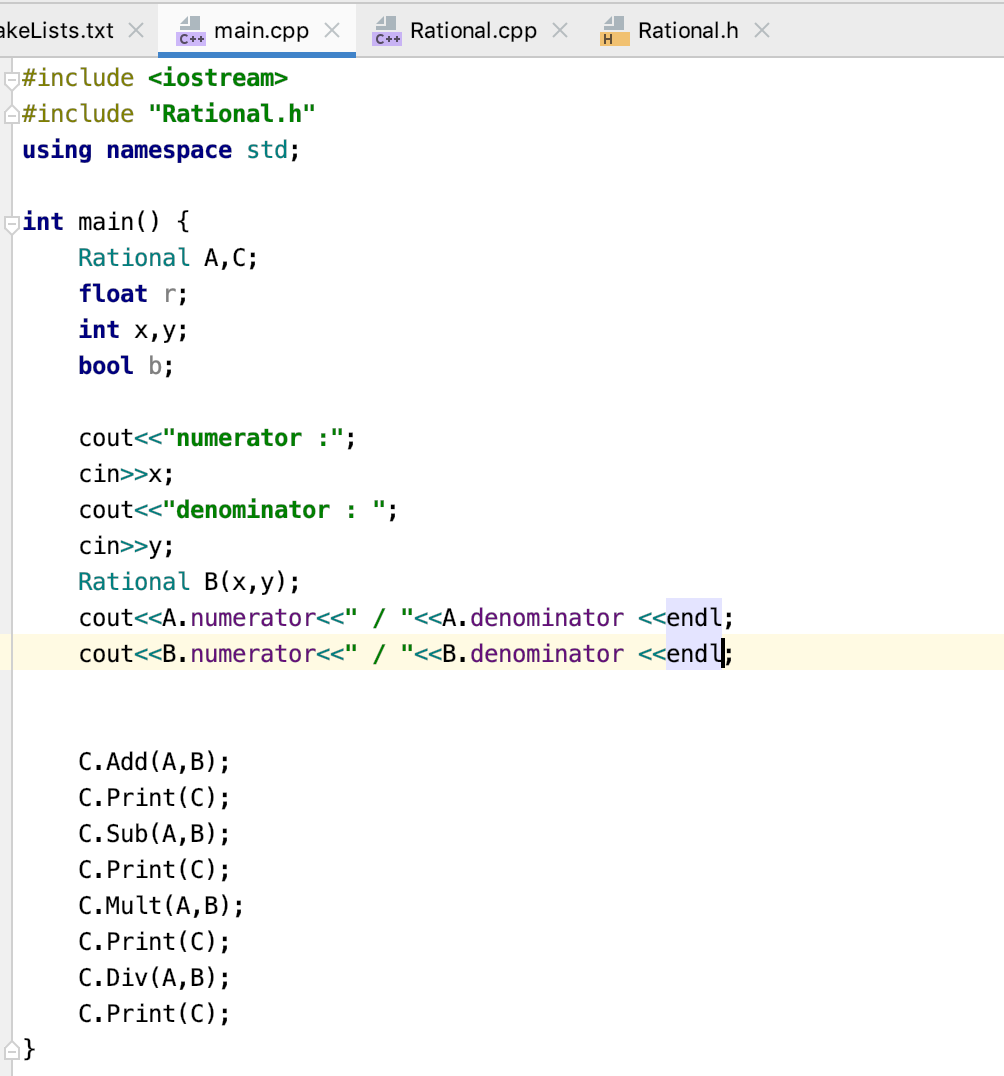 akeLists.txt main.cpp Rational.cpp Rational.h
#include <iostream>
#include "Rational.h"
using namespace std;
int main() {
Rational A,C;
float r;
int x,y;
bool b;
cout<<"numerator :";
cin>>x;
cout<<"denominator : ";
cin>>y;
Rational B(x,y);
cout<<A.numerator<<" / "<<A.denominator <<endl;
cout<<B.numerator<<" / "<<B.denominator <<endl;
C.Add(A,B);
C.Print(C);
C.Sub(A,B);
C.Print(C);
C.Mult(A,B);
C.Print(C);
C.Div(A,B);
C.Print(C);
}